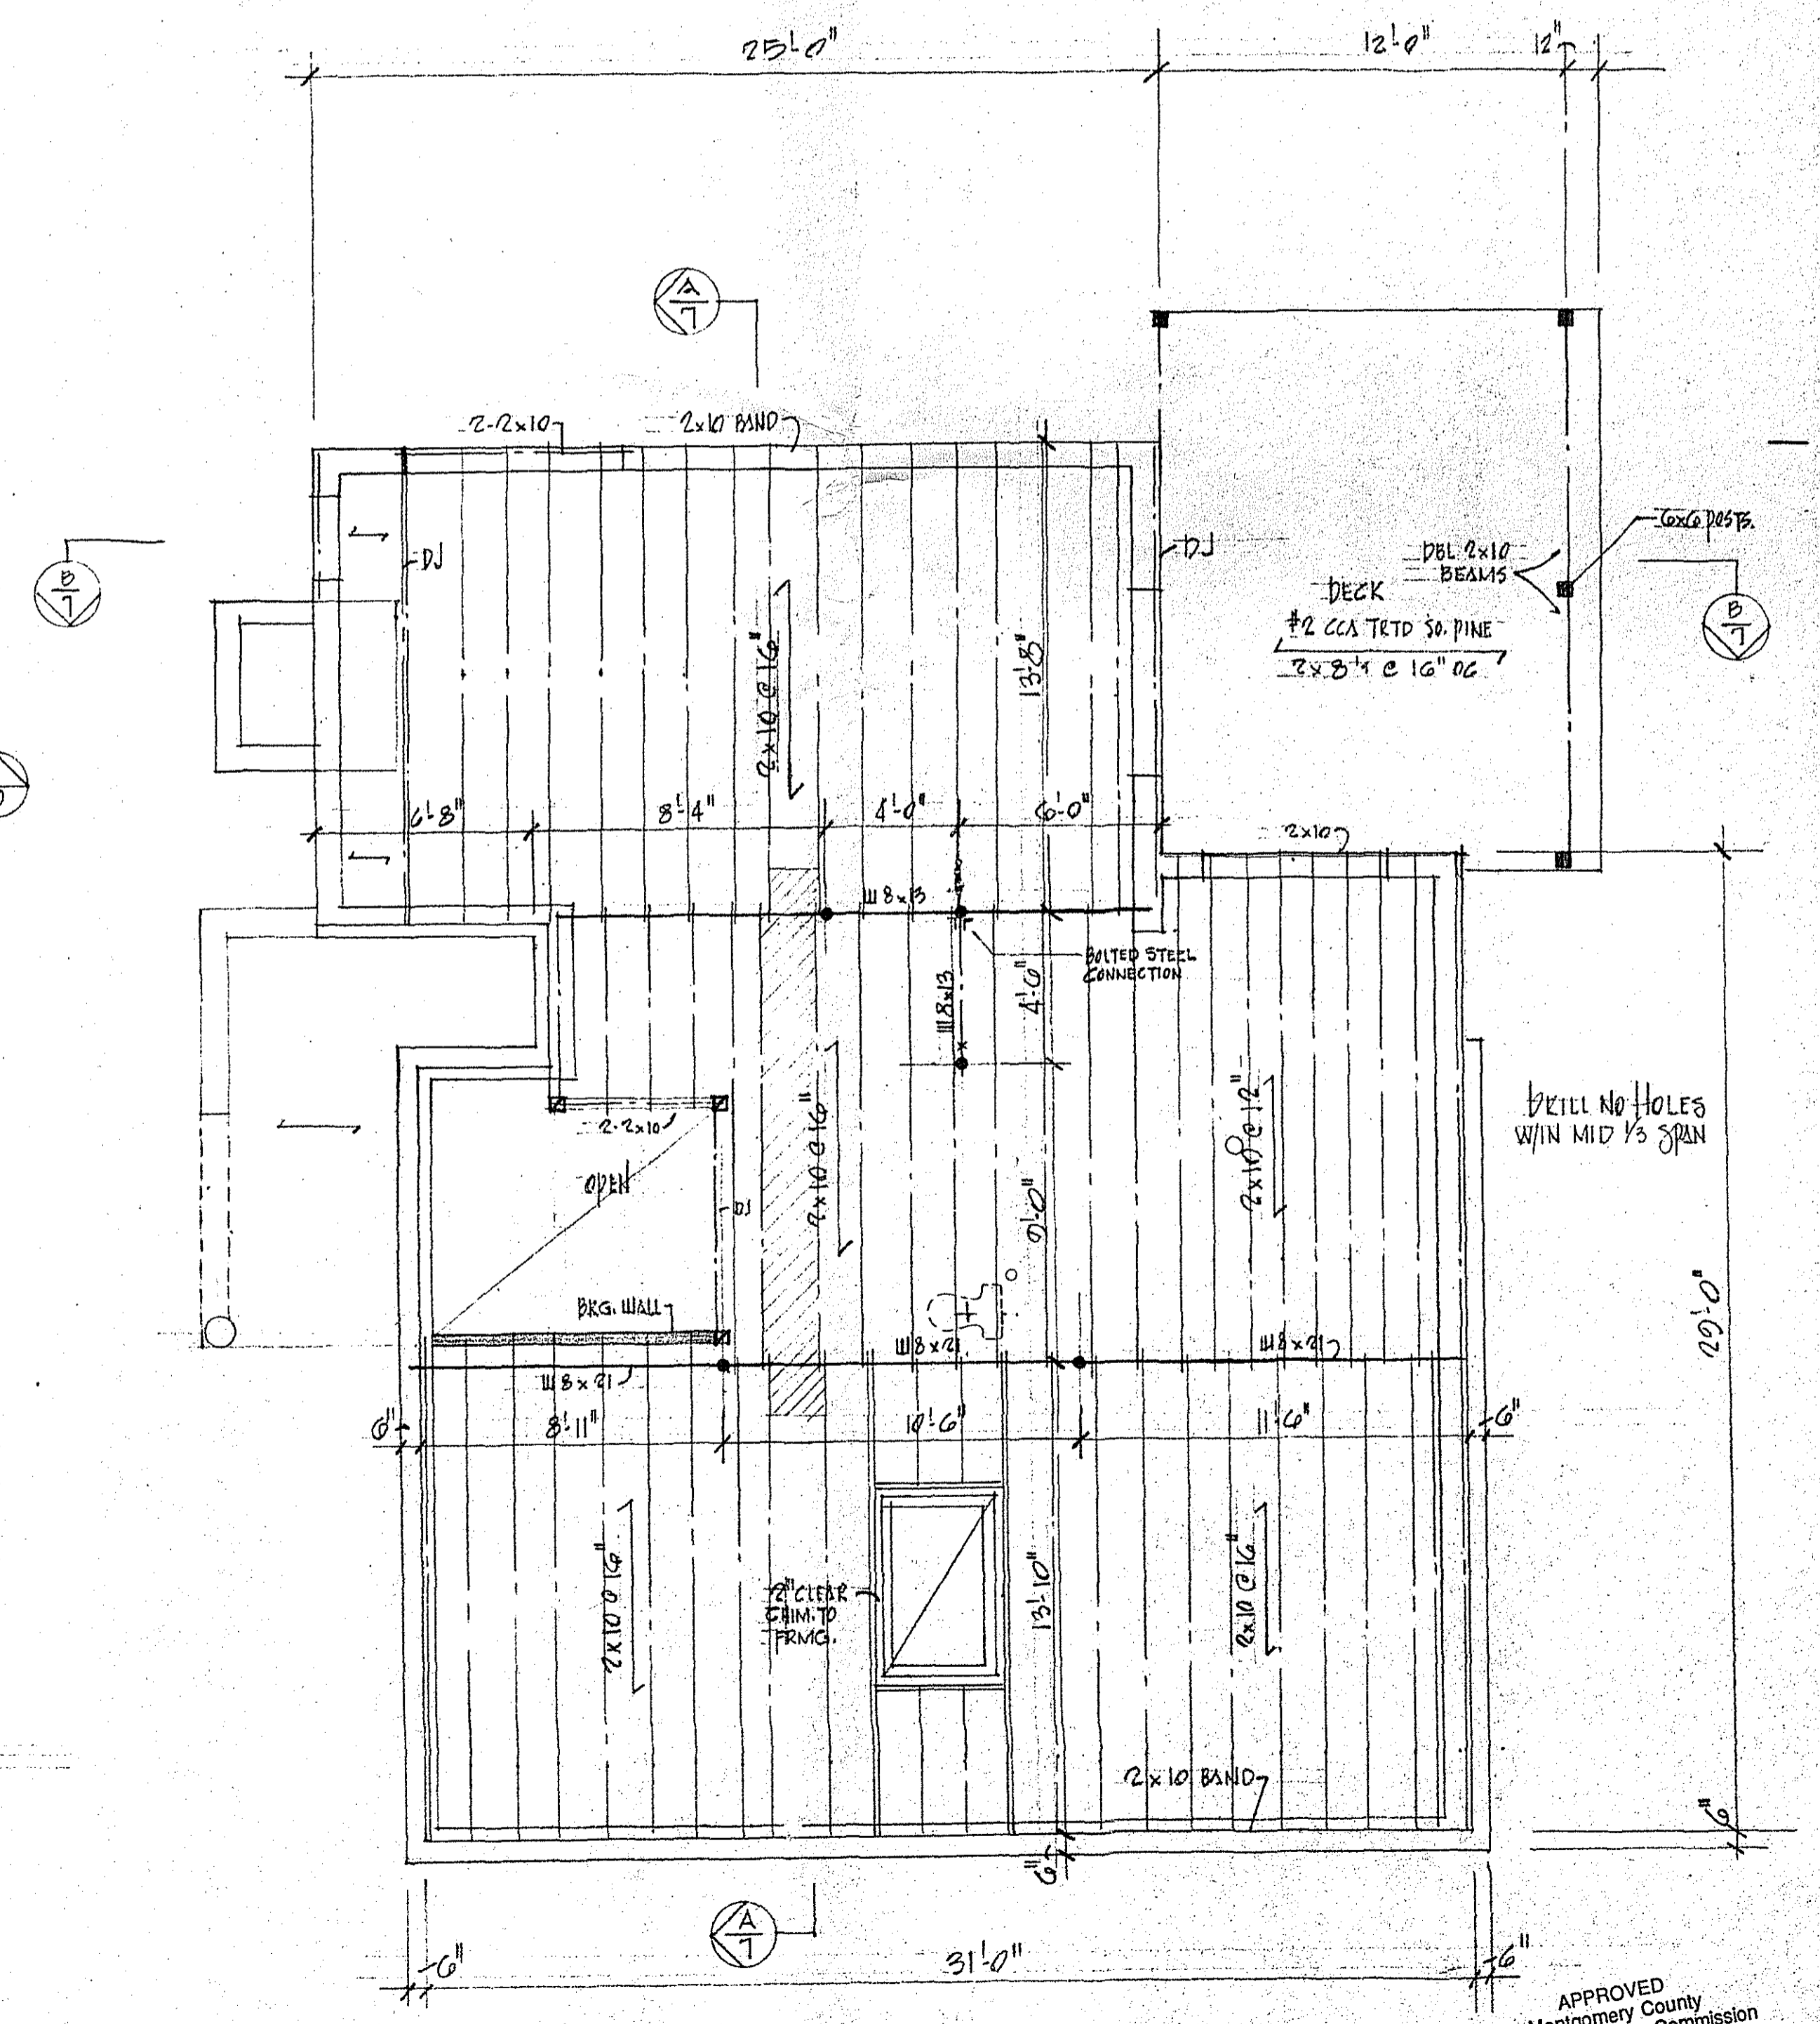 25'-0"
12'-0"
12"
A
7
2-2x10
2x10 BAND
6x6 POSTS.
DJ
DJ
DBL 2x10
BEAMS
B
7
B
7
DECK
#2 CCA TRTD SO. PINE
2x8's @ 16" OC
2x10 @ 16"
13'-8"
6'-8"
8'-4"
4'-0"
6'-0"
2x10
W8x13
BOLTED STEEL
CONNECTION
W8x13
4'-0"
DRILL NO HOLES
W/IN MID 1/3 SPAN
2-2x10
2x10 @ 16"
2x10 @ 12"
OPEN
DJ
9'-0"
BRG. WALL
W8x21
W8x21
W8x21
29'-0"
6"
8'-11"
10'-6"
11'-6"
6"
2x10 @ 16"
2" CLEAR
CHIM. TO
FRMG.
13'-10"
2x10 @ 16"
2x10 BAND
6"
6"
A
7
6"
31'-0"
6"
APPROVED
Montgomery County
Commission